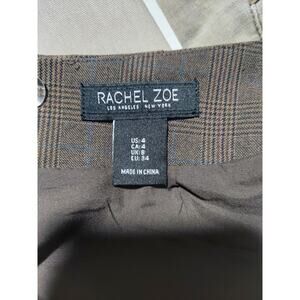 RACHEL ZOE
LOS ANGELES NEW YORK
US: 4
CA: 4
UK: 8
EU: 34
MADE IN CHINA